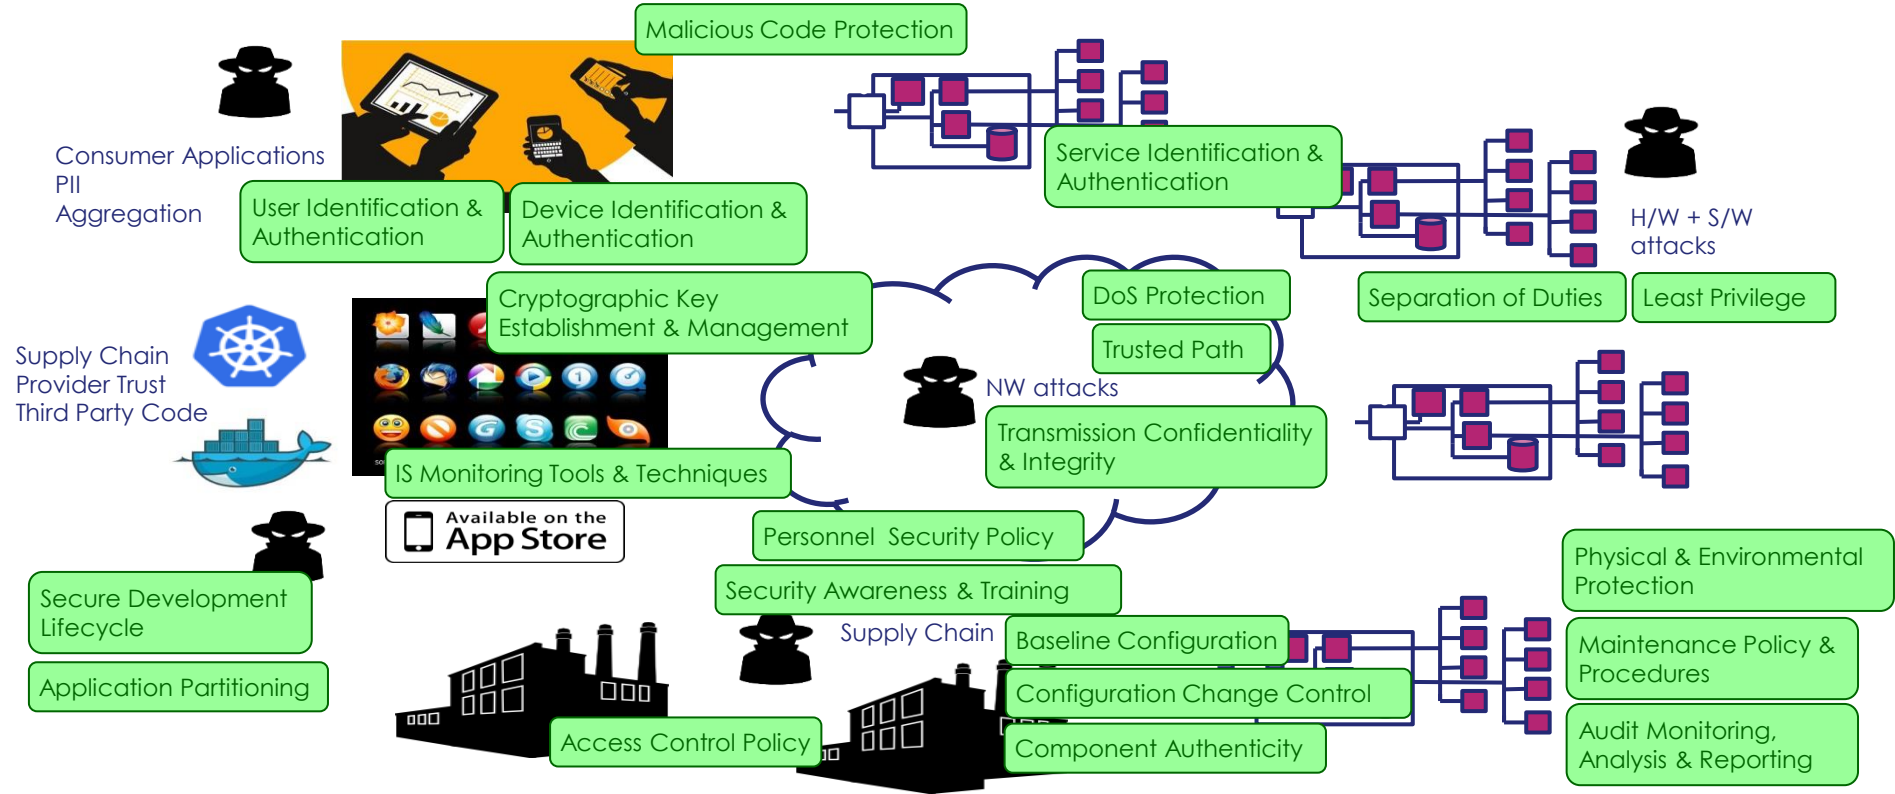 Malicious Code Protection
Consumer Applications
PII
Aggregation
User Identification &
Authentication
Device Identification &
Authentication
Service Identification &
Authentication
H/W + S/W
attacks
Separation of Duties
Least Privilege
Cryptographic Key
Establishment & Management
DoS Protection
Trusted Path
Supply Chain
Provider Trust
Third Party Code
NW attacks
Transmission Confidentiality
& Integrity
IS Monitoring Tools & Techniques
Available on the
App Store
Personnel Security Policy
Security Awareness & Training
Secure Development
Lifecycle
Application Partitioning
Supply Chain
Baseline Configuration
Configuration Change Control
Component Authenticity
Access Control Policy
Physical & Environmental
Protection
Maintenance Policy &
Procedures
Audit Monitoring,
Analysis & Reporting